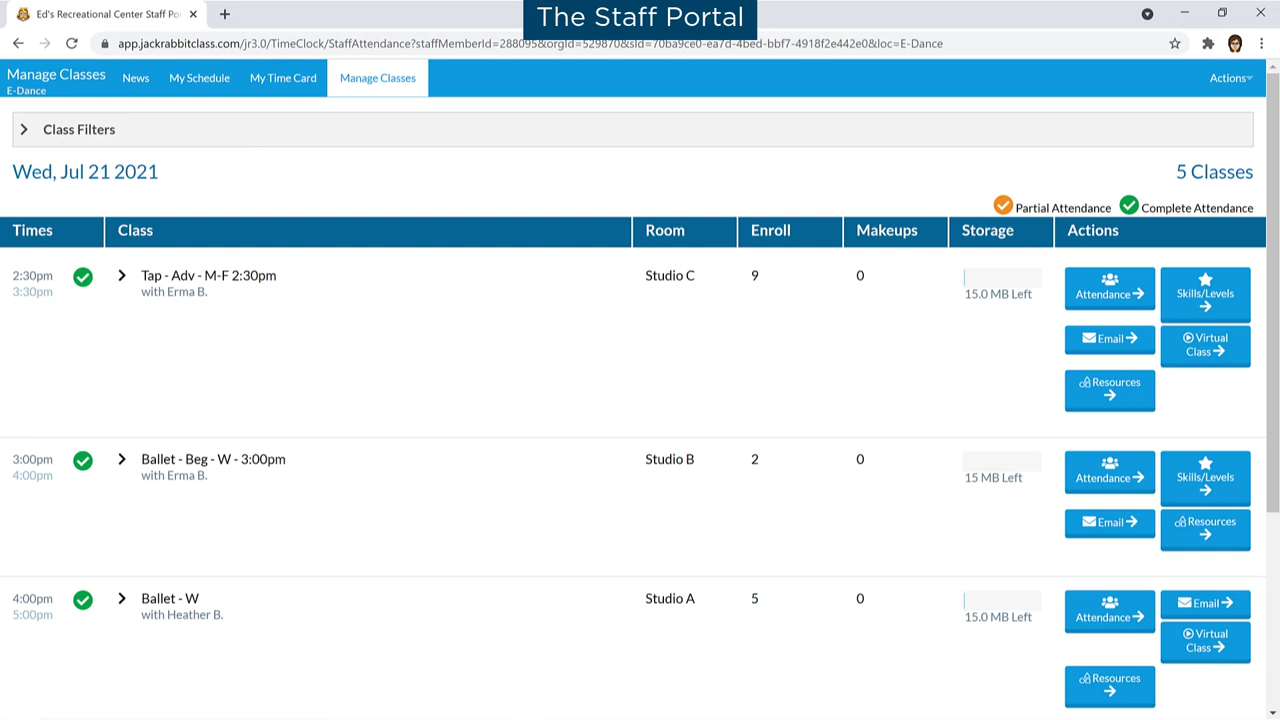 Ed's Recreational Center Staff Po
The Staff Portal
app.jackrabbitclass.com/jr3.0/TimeClock/StaffAttendance?staffMemberId=288095&orgId=529870&sId=70ba9ce0-ea7d-4bed-bbf7-4918f2e442e0&loc=E-Dance
Manage Classes
E-Dance
News My Schedule My Time Card Manage Classes Actions
Class Filters
Wed, Jul 21 2021 5 Classes
Partial Attendance Complete Attendance
Times Class Room Enroll Makeups Storage Actions
2:30pm Tap - Adv - M-F 2:30pm Studio C 9 0
3:30pm with Erma B. 15.0 MB Left
Attendance Skills/Levels
Email Virtual
Class
Resources
3:00pm Ballet - Beg - W - 3:00pm Studio B 2 0
4:00pm with Erma B. 15 MB Left
Attendance Skills/Levels
Email Resources
4:00pm Ballet - W Studio A 5 0
5:00pm with Heather B. 15.0 MB Left
Attendance Email
Virtual
Class
Resources